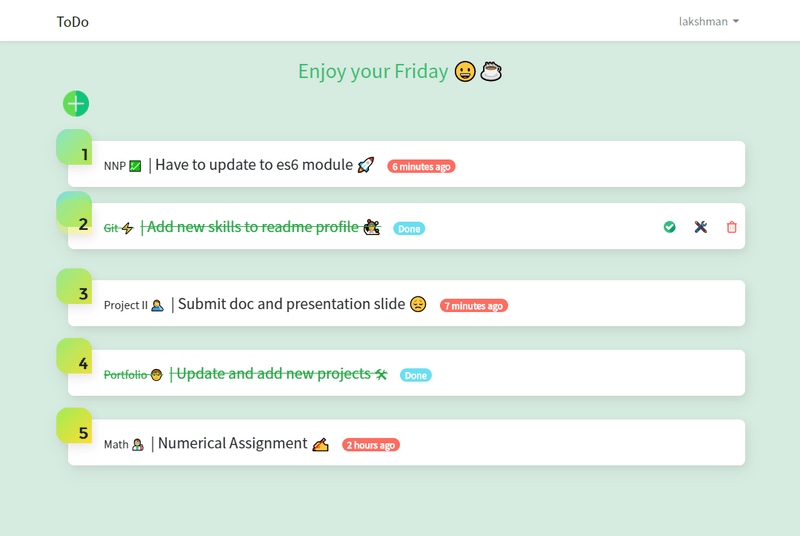 ToDo
lakshman
Enjoy your Friday 😀☕
1
NNP 💹 | Have to update to es6 module 🚀 6 minutes ago
2
Git⚡ | Add new skills to readme profile Done
3
Project II | Submit doc and presentation slide 😔 7 minutes ago
4
Portfolio | Update and add new projects 🛠 Done
5
Math | Numerical Assignment ✍ 2 hours ago